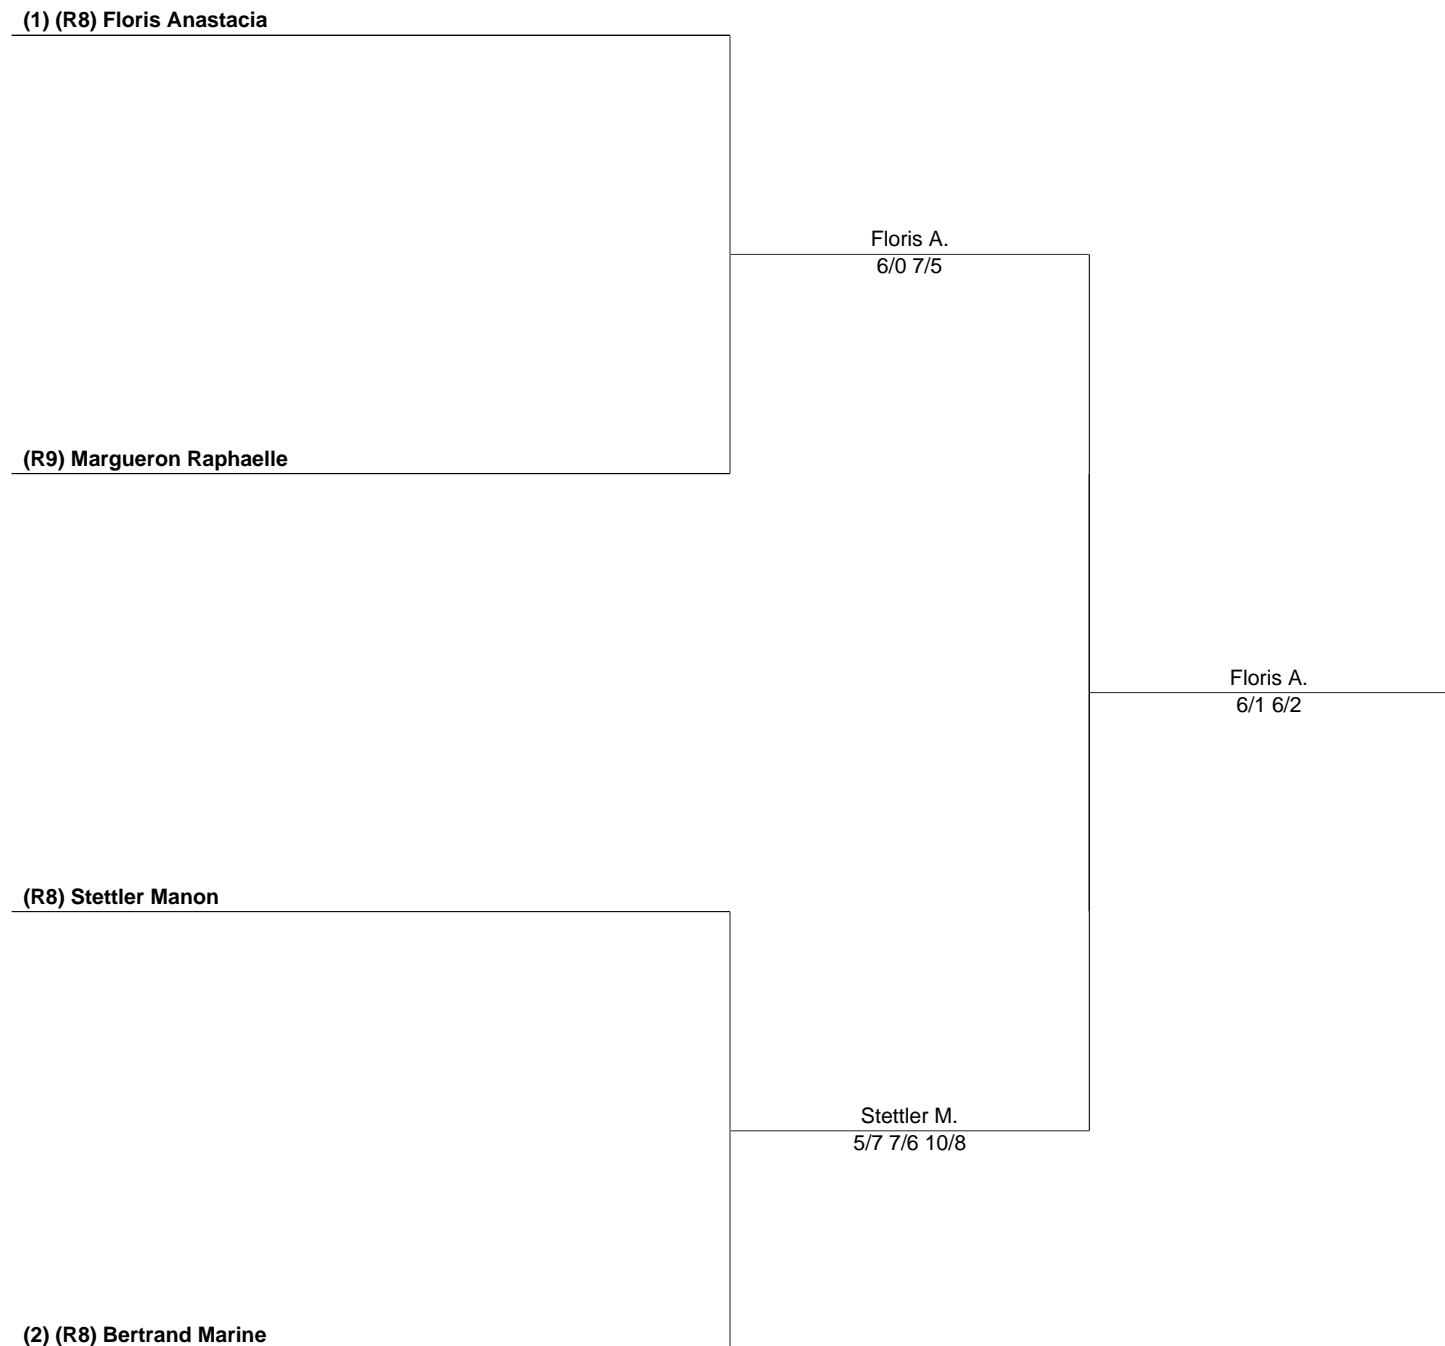 (1) (R8) Floris Anastacia
Floris A.
6/0 7/5
(R9) Margueron Raphaelle
Floris A.
6/1 6/2
(R8) Stettler Manon
Stettler M.
5/7 7/6 10/8
(2) (R8) Bertrand Marine